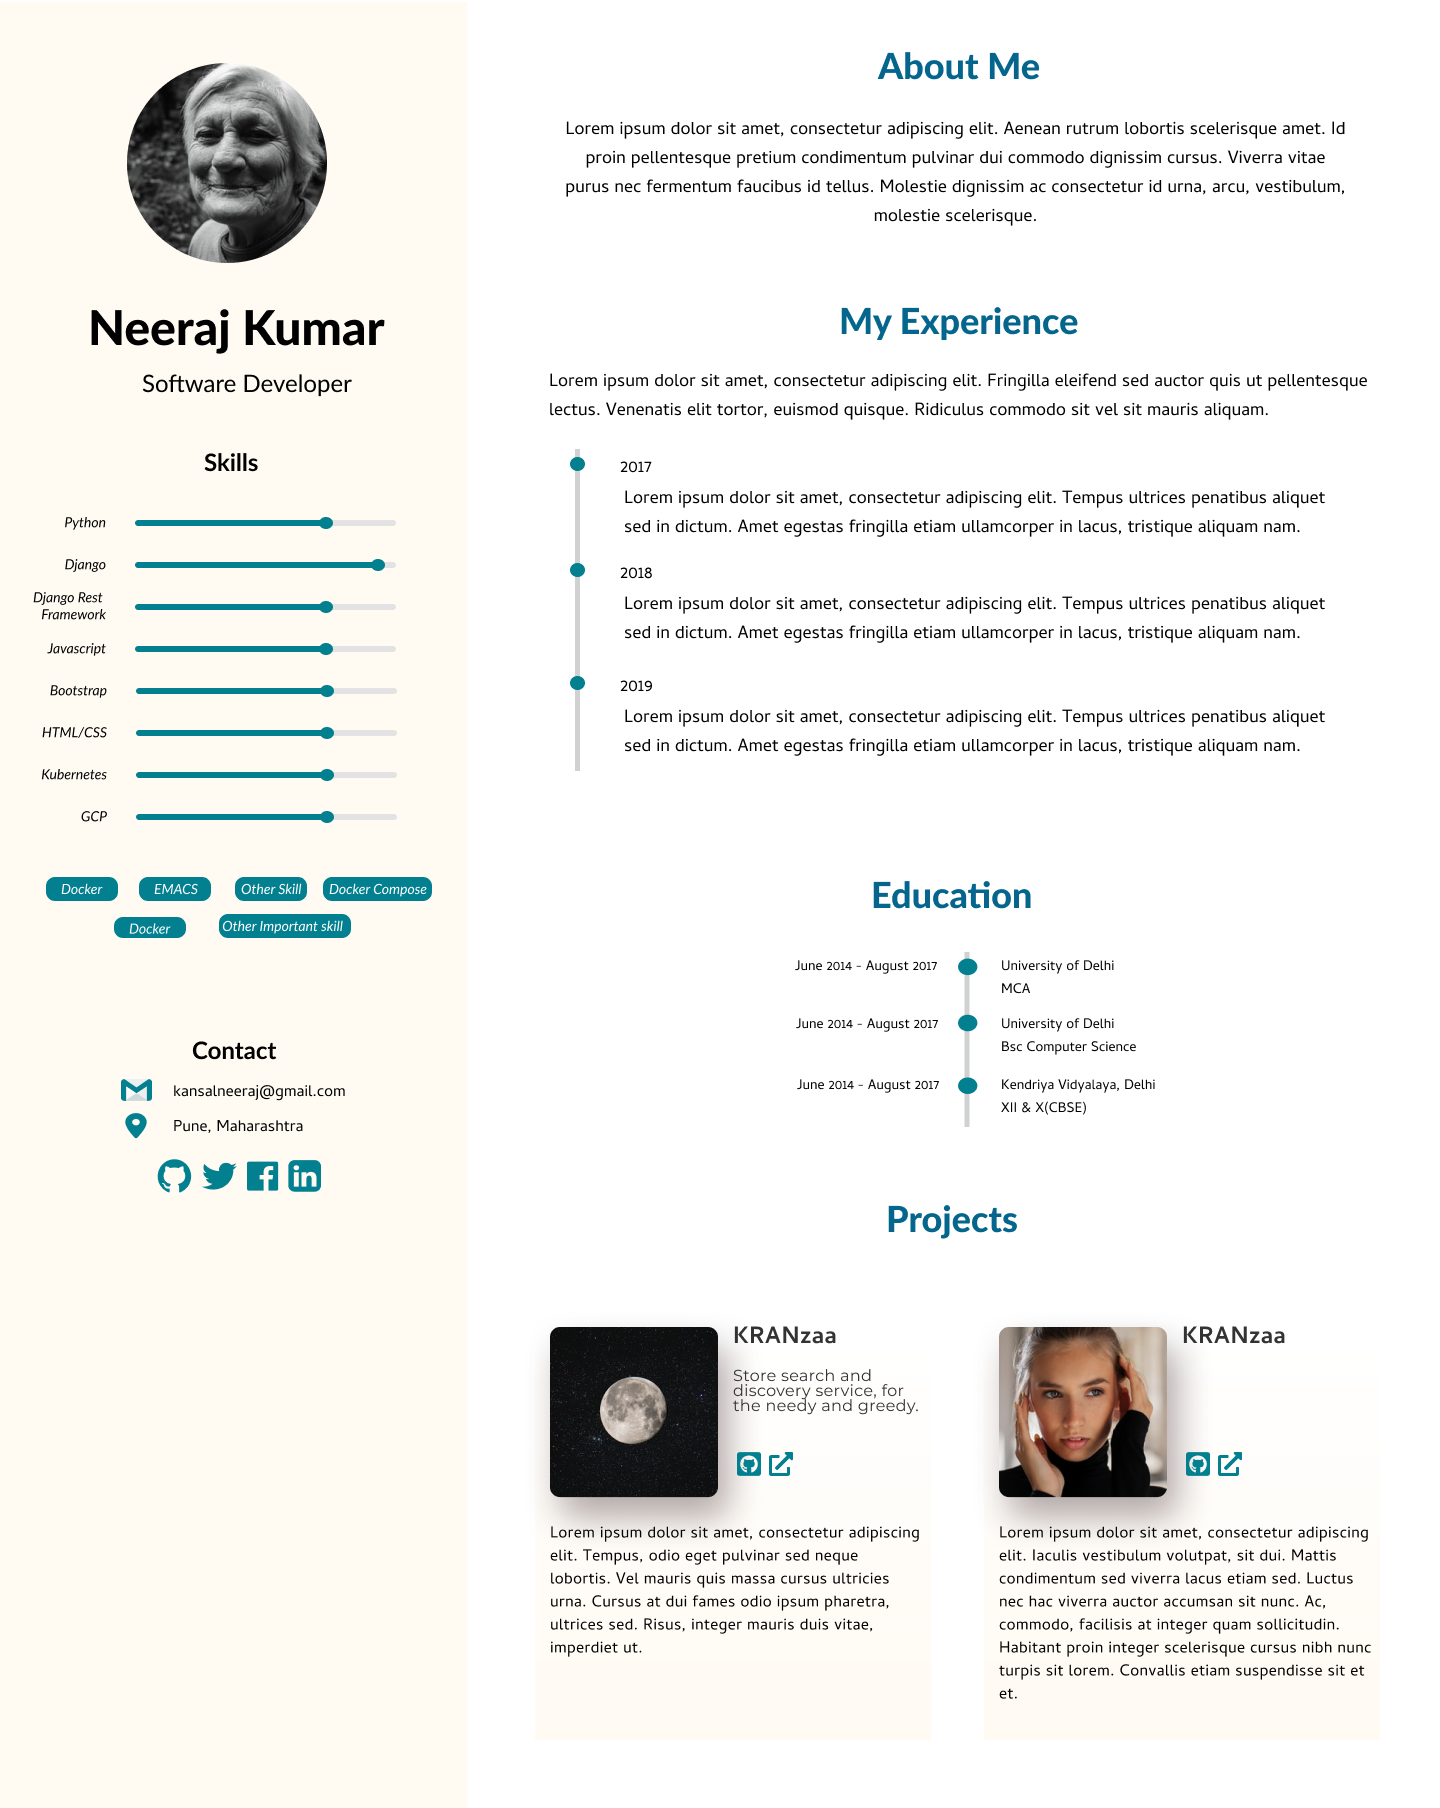 Neeraj Kumar
Software Developer
Skills
Python
Django
Django Rest
Framework
Javascript
Bootstrap
HTML/CSS
Kubernetes
GCP
Docker
EMACS
Other Skill
Docker Compose
Docker
Other Important skill
Contact
kansalneeraj@gmail.com
Pune, Maharashtra
in
About Me
Lorem ipsum dolor sit amet, consectetur adipiscing elit. Aenean rutrum lobortis scelerisque amet. Id
proin pellentesque pretium condimentum pulvinar dui commodo dignissim cursus. Viverra vitae
purus nec fermentum faucibus id tellus. Molestie dignissim ac consectetur id urna, arcu, vestibulum,
molestie scelerisque.
My Experience
Lorem ipsum dolor sit amet, consectetur adipiscing elit. Fringilla eleifend sed auctor quis ut pellentesque
lectus. Venenatis elit tortor, euismod quisque. Ridiculus commodo sit vel sit mauris aliquam.
2017
Lorem ipsum dolor sit amet, consectetur adipiscing elit. Tempus ultrices penatibus aliquet
sed in dictum. Amet egestas fringilla etiam ullamcorper in lacus, tristique aliquam nam.
2018
Lorem ipsum dolor sit amet, consectetur adipiscing elit. Tempus ultrices penatibus aliquet
sed in dictum. Amet egestas fringilla etiam ullamcorper in lacus, tristique aliquam nam.
2019
Lorem ipsum dolor sit amet, consectetur adipiscing elit. Tempus ultrices penatibus aliquet
sed in dictum. Amet egestas fringilla etiam ullamcorper in lacus, tristique aliquam nam.
Education
June 2014 - August 2017
University of Delhi
MCA
June 2014 - August 2017
University of Delhi
Bsc Computer Science
June 2014 - August 2017
Kendriya Vidyalaya, Delhi
XII & X(CBSE)
Projects
KRANzaa
Store search and
discovery service, for
the needy and greedy.
Lorem ipsum dolor sit amet, consectetur adipiscing
elit. Tempus, odio eget pulvinar sed neque
lobortis. Vel mauris quis massa cursus ultricies
urna. Cursus at dui fames odio ipsum pharetra,
ultrices sed. Risus, integer mauris duis vitae,
imperdiet ut.
KRANzaa
Lorem ipsum dolor sit amet, consectetur adipiscing
elit. Iaculis vestibulum volutpat, sit dui. Mattis
condimentum sed viverra lacus etiam sed. Luctus
nec hac viverra auctor accumsan sit nunc. Ac,
commodo, facilisis at integer quam sollicitudin.
Habitant proin integer scelerisque cursus nibh nunc
turpis sit lorem. Convallis etiam suspendisse sit et
et.